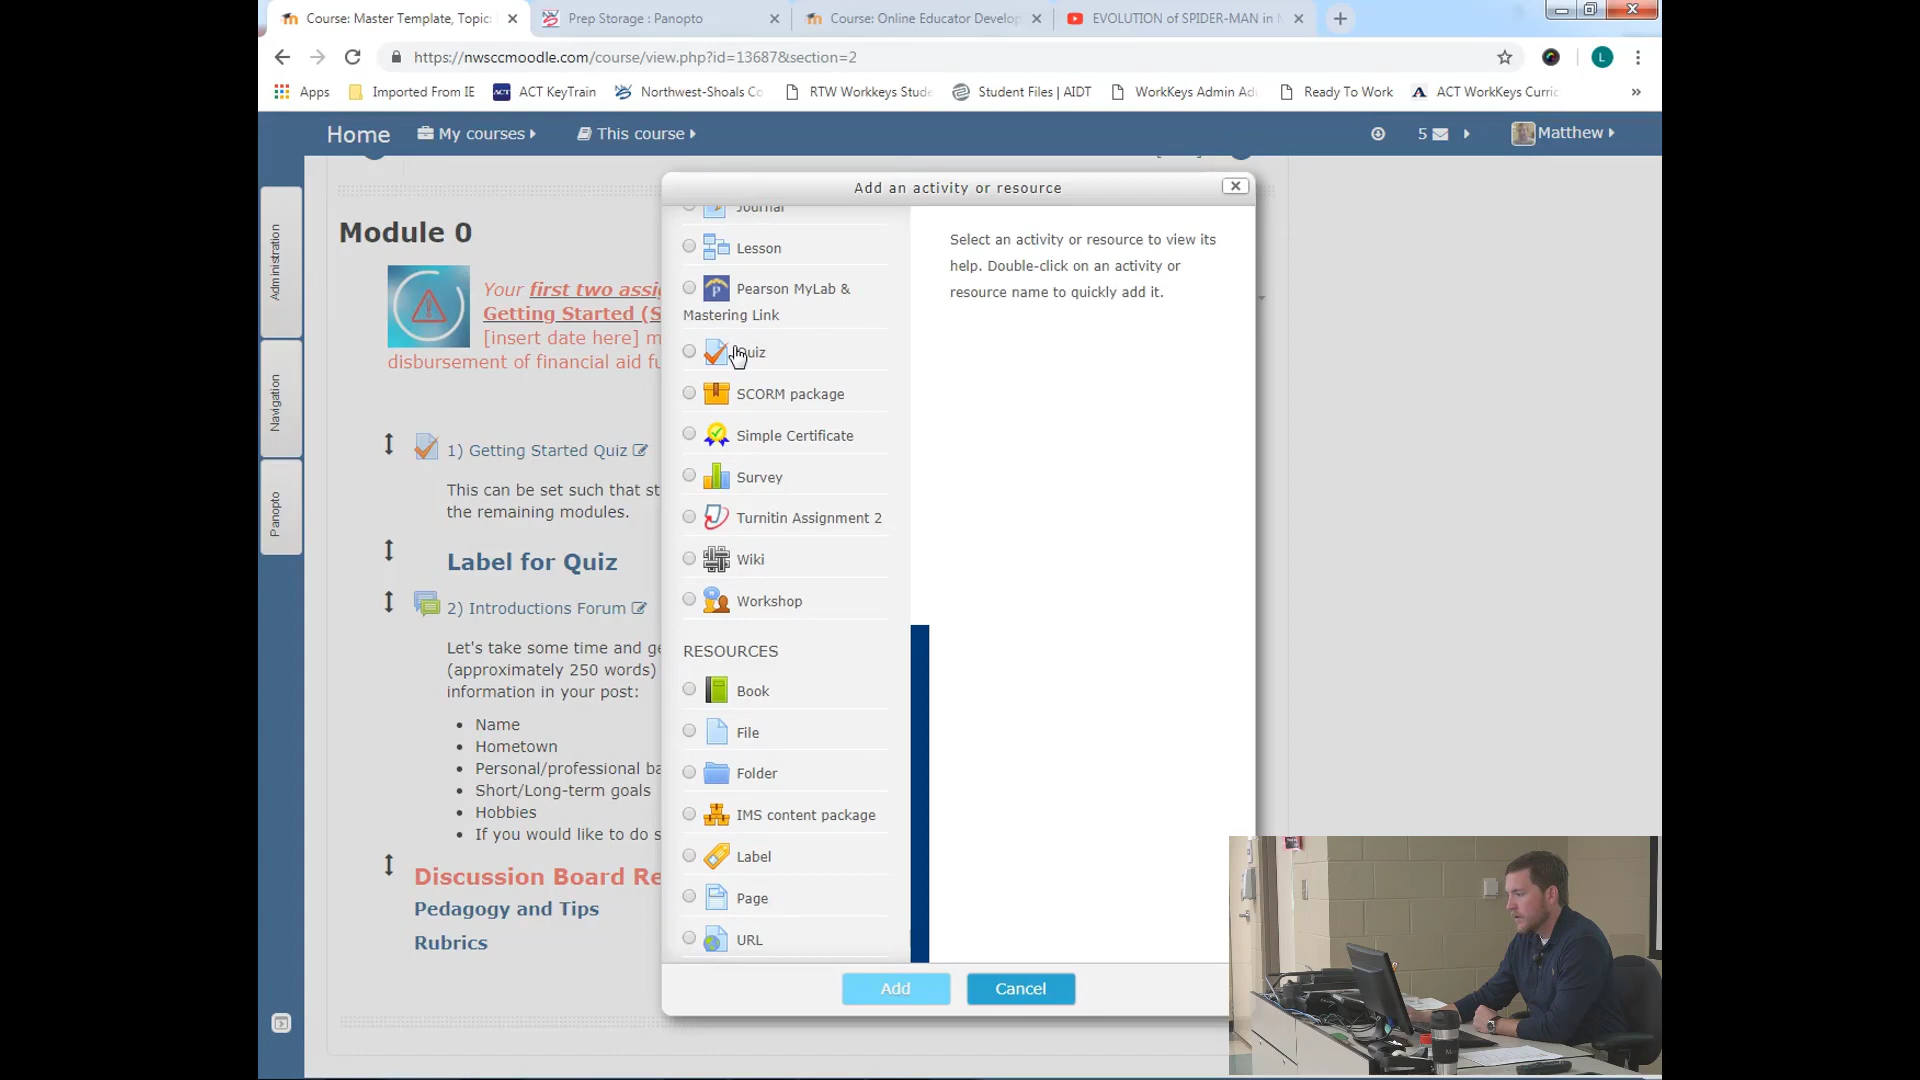 Course: Master Template, Topic:
Prep Storage : Panopto
Course: Online Educator Develop
EVOLUTION of SPIDER-MAN in
https://nwsccmoodle.com/course/view.php?id=13687&section=2
L
Apps
Imported From IE
ACT KeyTrain
Northwest-Shoals Co
RTW Workkeys Stude
Student Files | AIDT
WorkKeys Admin Ad
Ready To Work
ACT WorkKeys Curric
Home
My courses
This course
5
Matthew
Administration
Navigation
Panopto
Module 0
Your first two assi
Getting Started (S
[insert date here] m
disbursement of financial aid fu
1) Getting Started Quiz
This can be set such that st
the remaining modules.
Label for Quiz
2) Introductions Forum
Let's take some time and ge
(approximately 250 words)
information in your post:
• Name
• Hometown
• Personal/professional ba
• Short/Long-term goals
• Hobbies
• If you would like to do s
Discussion Board Re
Pedagogy and Tips
Rubrics
Add an activity or resource
Journal
Lesson
Pearson MyLab &
Mastering Link
Quiz
SCORM package
Simple Certificate
Survey
Turnitin Assignment 2
Wiki
Workshop
RESOURCES
Book
File
Folder
IMS content package
Label
Page
URL
Select an activity or resource to view its
help. Double-click on an activity or
resource name to quickly add it.
Add
Cancel